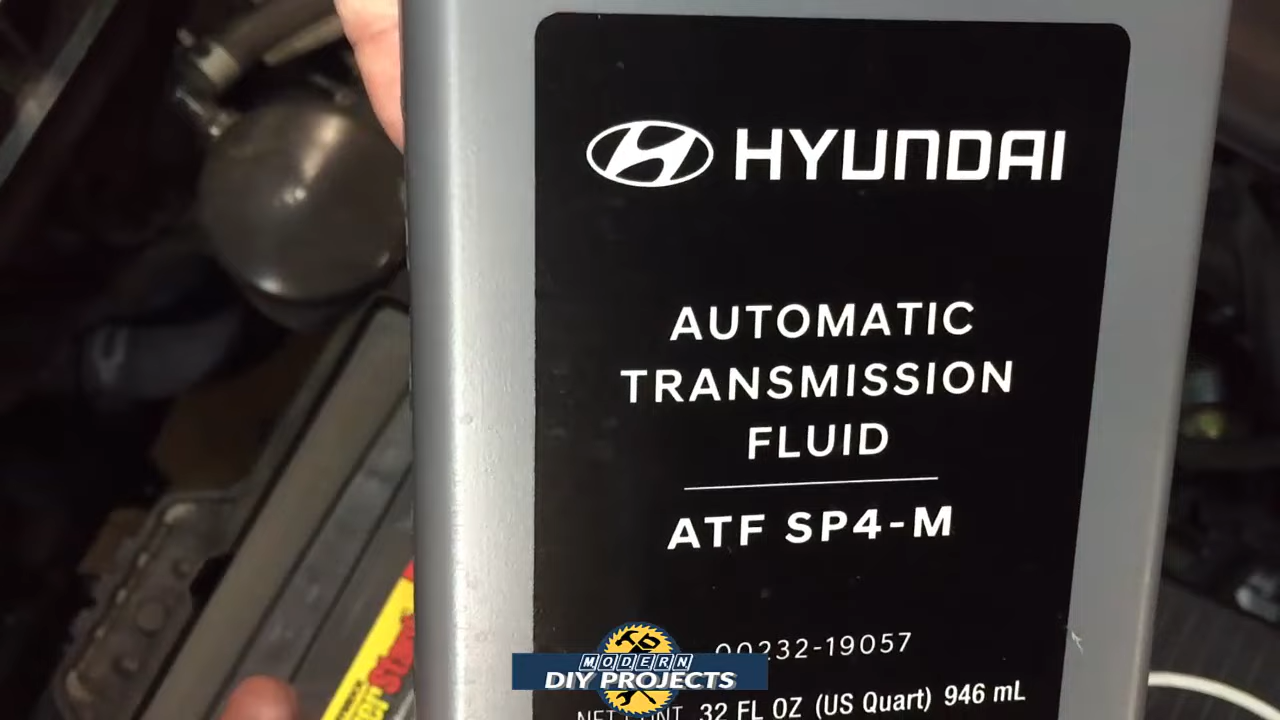 HYUNDAI
AUTOMATIC
TRANSMISSION
FLUID
ATF SP4-M
00232-19057
32 FL OZ (US Quart) 946 mL
MODERN
DIY PROJECTS